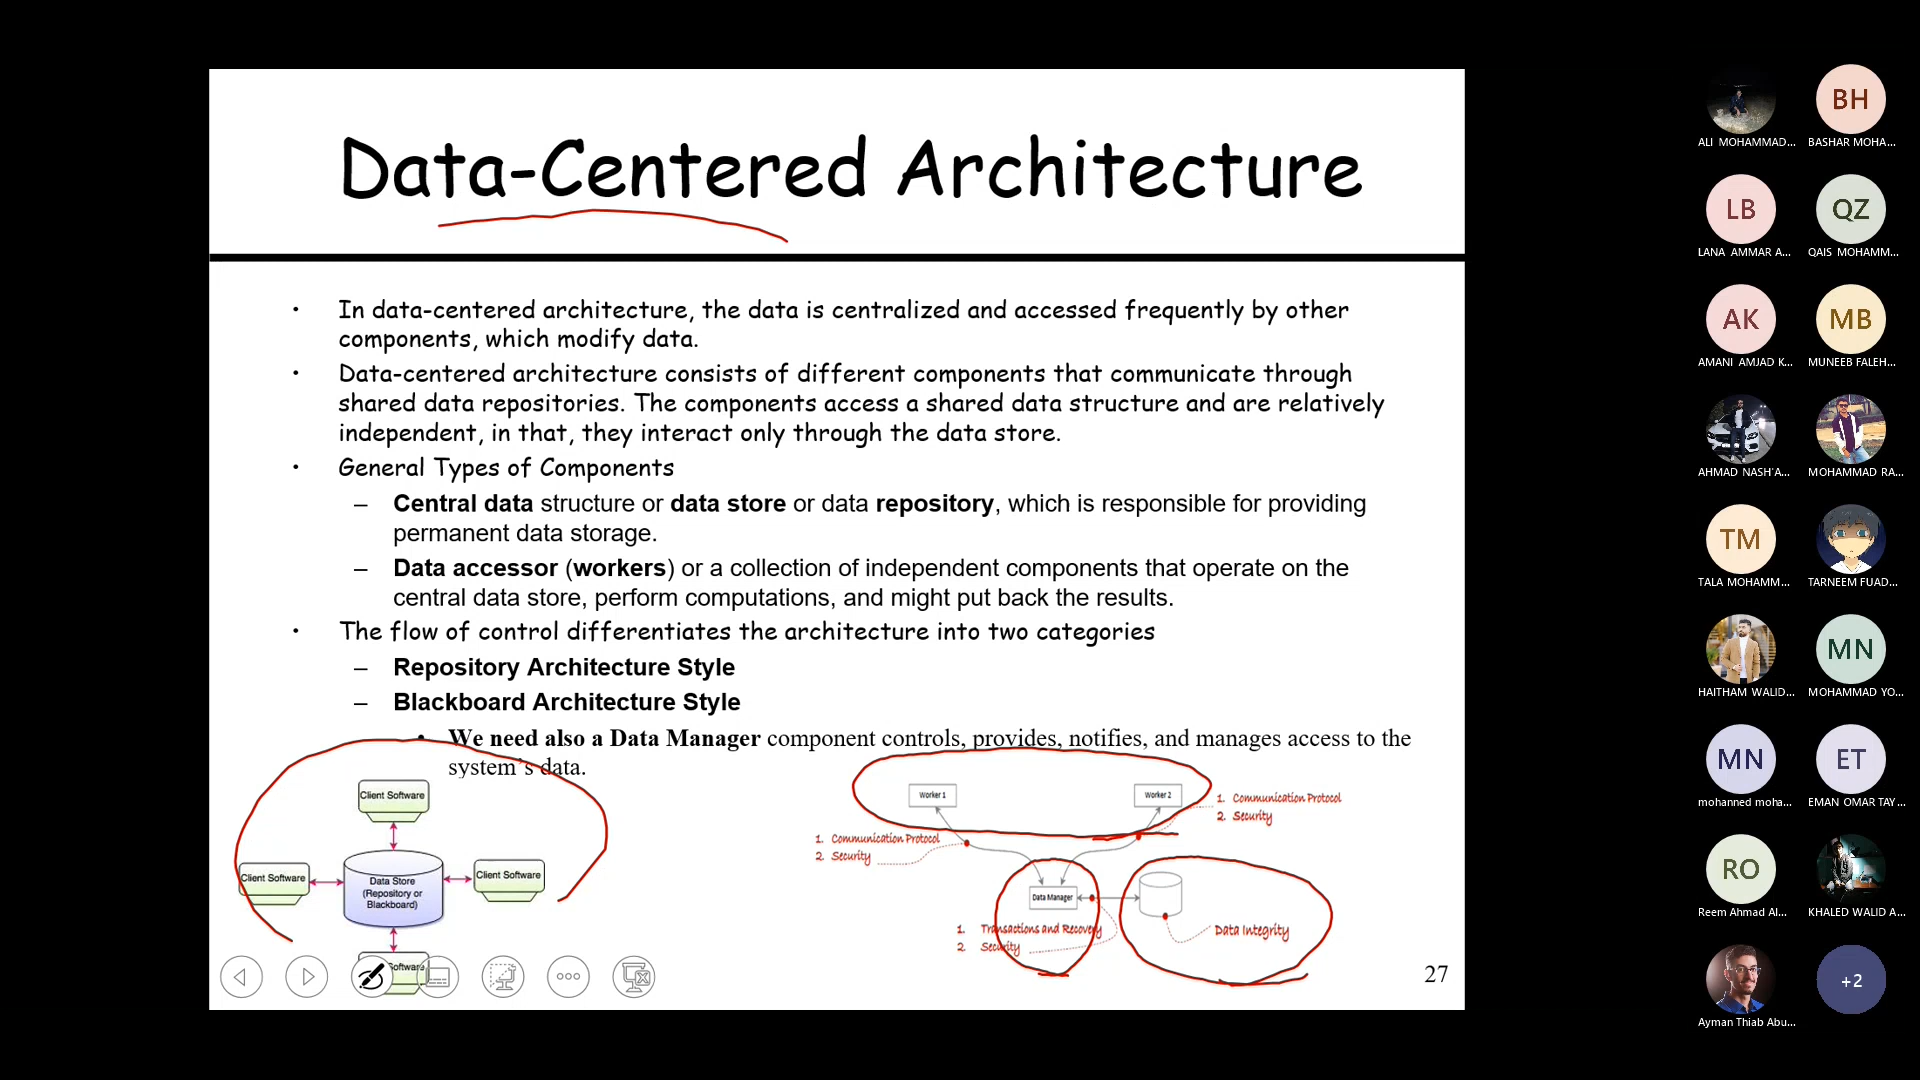 Data-Centered Architecture
• In data-centered architecture, the data is centralized and accessed frequently by other
components, which modify data.
• Data-centered architecture consists of different components that communicate through
shared data repositories. The components access a shared data structure and are relatively
independent, in that, they interact only through the data store.
• General Types of Components
– Central data structure or data store or data repository, which is responsible for providing
permanent data storage.
– Data accessor (workers) or a collection of independent components that operate on the
central data store, perform computations, and might put back the results.
• The flow of control differentiates the architecture into two categories
– Repository Architecture Style
– Blackboard Architecture Style
• We need also a Data Manager component controls, provides, notifies, and manages access to the
system's data.
Client Software
Client Software
Data Store
(Repository or
Blackboard)
Client Software
Software
Worker 1
Worker 2
1. Communication Protocol
2. Security
1. Communication Protocol
2. Security
Data Manager
1. Transactions and Recovery
2. Security
Data Integrity
27
BH
ALI MOHAMMAD...
BASHAR MOHA...
LB
QZ
LANA AMMAR A...
QAIS MOHAMM...
AK
MB
AMANI AMJAD K...
MUNEEB FALEH...
AHMAD NASH'A...
MOHAMMAD RA...
TM
TALA MOHAMM...
TARNEEM FUAD...
MN
HAITHAM WALID...
MOHAMMAD YO...
MN
ET
mohanned moha...
EMAN OMAR TAY...
RO
Reem Ahmad Al...
KHALED WALID A...
+2
Ayman Thiab Abu...